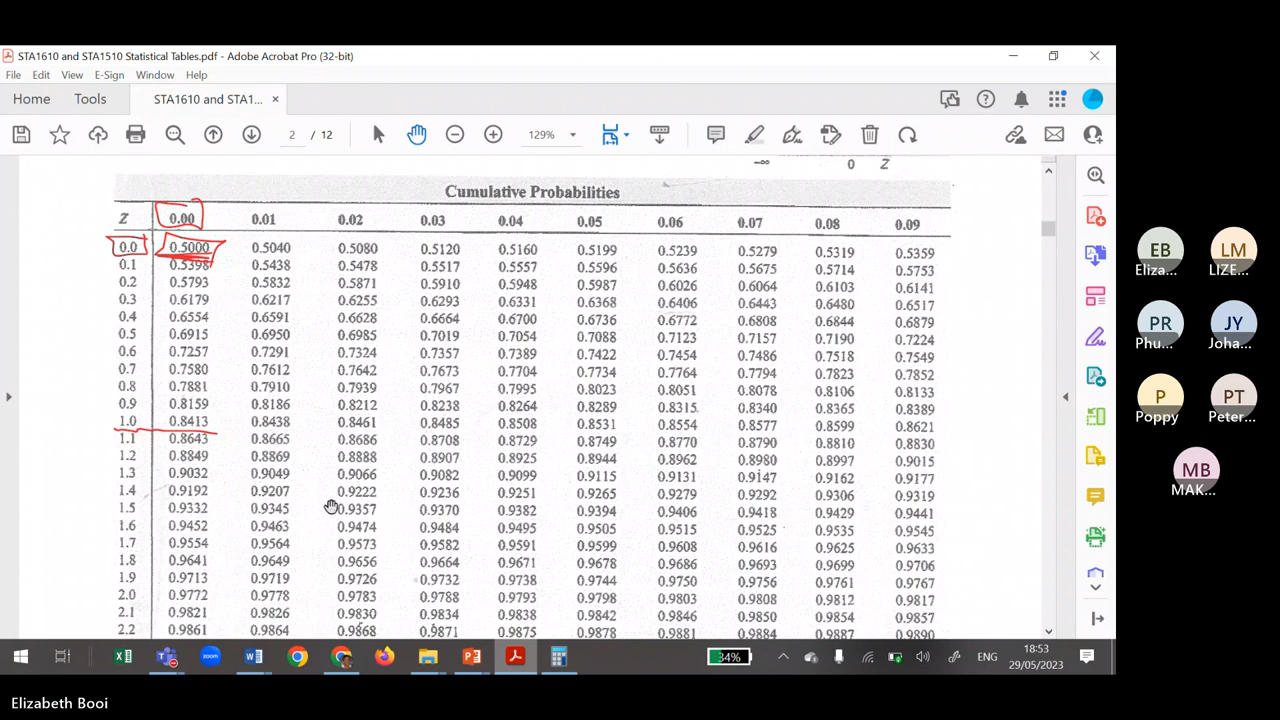 STA1610 and STA1510 Statistical Tables.pdf - Adobe Acrobat Pro (32-bit)
File Edit View E-Sign Window Help
Home Tools STA1610 and STA1... ×
2 / 12 129%
-∞ 0 Z
Cumulative Probabilities
Z 0.00 0.01 0.02 0.03 0.04 0.05 0.06 0.07 0.08 0.09
0.0 0.5000 0.5040 0.5080 0.5120 0.5160 0.5199 0.5239 0.5279 0.5319 0.5359
0.1 0.5398 0.5438 0.5478 0.5517 0.5557 0.5596 0.5636 0.5675 0.5714 0.5753
0.2 0.5793 0.5832 0.5871 0.5910 0.5948 0.5987 0.6026 0.6064 0.6103 0.6141
0.3 0.6179 0.6217 0.6255 0.6293 0.6331 0.6368 0.6406 0.6443 0.6480 0.6517
0.4 0.6554 0.6591 0.6628 0.6664 0.6700 0.6736 0.6772 0.6808 0.6844 0.6879
0.5 0.6915 0.6950 0.6985 0.7019 0.7054 0.7088 0.7123 0.7157 0.7190 0.7224
0.6 0.7257 0.7291 0.7324 0.7357 0.7389 0.7422 0.7454 0.7486 0.7518 0.7549
0.7 0.7580 0.7612 0.7642 0.7673 0.7704 0.7734 0.7764 0.7794 0.7823 0.7852
0.8 0.7881 0.7910 0.7939 0.7967 0.7995 0.8023 0.8051 0.8078 0.8106 0.8133
0.9 0.8159 0.8186 0.8212 0.8238 0.8264 0.8289 0.8315 0.8340 0.8365 0.8389
1.0 0.8413 0.8438 0.8461 0.8485 0.8508 0.8531 0.8554 0.8577 0.8599 0.8621
1.1 0.8643 0.8665 0.8686 0.8708 0.8729 0.8749 0.8770 0.8790 0.8810 0.8830
1.2 0.8849 0.8869 0.8888 0.8907 0.8925 0.8944 0.8962 0.8980 0.8997 0.9015
1.3 0.9032 0.9049 0.9066 0.9082 0.9099 0.9115 0.9131 0.9147 0.9162 0.9177
1.4 0.9192 0.9207 0.9222 0.9236 0.9251 0.9265 0.9279 0.9292 0.9306 0.9319
1.5 0.9332 0.9345 0.9357 0.9370 0.9382 0.9394 0.9406 0.9418 0.9429 0.9441
1.6 0.9452 0.9463 0.9474 0.9484 0.9495 0.9505 0.9515 0.9525 0.9535 0.9545
1.7 0.9554 0.9564 0.9573 0.9582 0.9591 0.9599 0.9608 0.9616 0.9625 0.9633
1.8 0.9641 0.9649 0.9656 0.9664 0.9671 0.9678 0.9686 0.9693 0.9699 0.9706
1.9 0.9713 0.9719 0.9726 0.9732 0.9738 0.9744 0.9750 0.9756 0.9761 0.9767
2.0 0.9772 0.9778 0.9783 0.9788 0.9793 0.9798 0.9803 0.9808 0.9812 0.9817
2.1 0.9821 0.9826 0.9830 0.9834 0.9838 0.9842 0.9846 0.9850 0.9854 0.9857
2.2 0.9861 0.9864 0.9868 0.9871 0.9875 0.9878 0.9881 0.9884 0.9887 0.9890
EB LM
Eliza... LIZE...
PR JY
Phu... Joha...
P PT
Poppy Peter...
MB
MAK...
34% ENG 18:53
29/05/2023
zoom
Elizabeth Booi